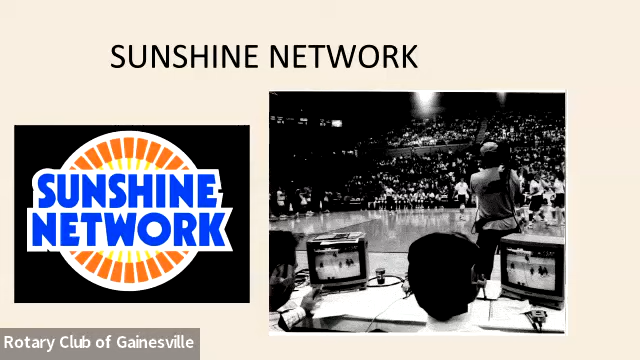 SUNSHINE NETWORK
SUNSHINE
NETWORK
Rotary Club of Gainesville